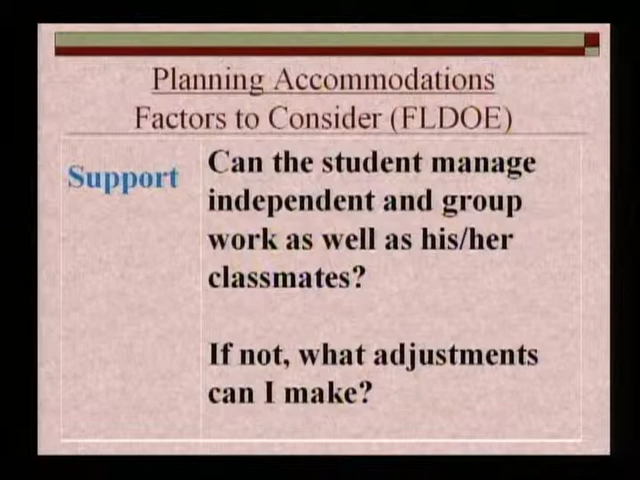 Planning Accommodations
Factors to Consider (FLDOE)
Support
Can the student manage
independent and group
work as well as his/her
classmates?
If not, what adjustments
can I make?